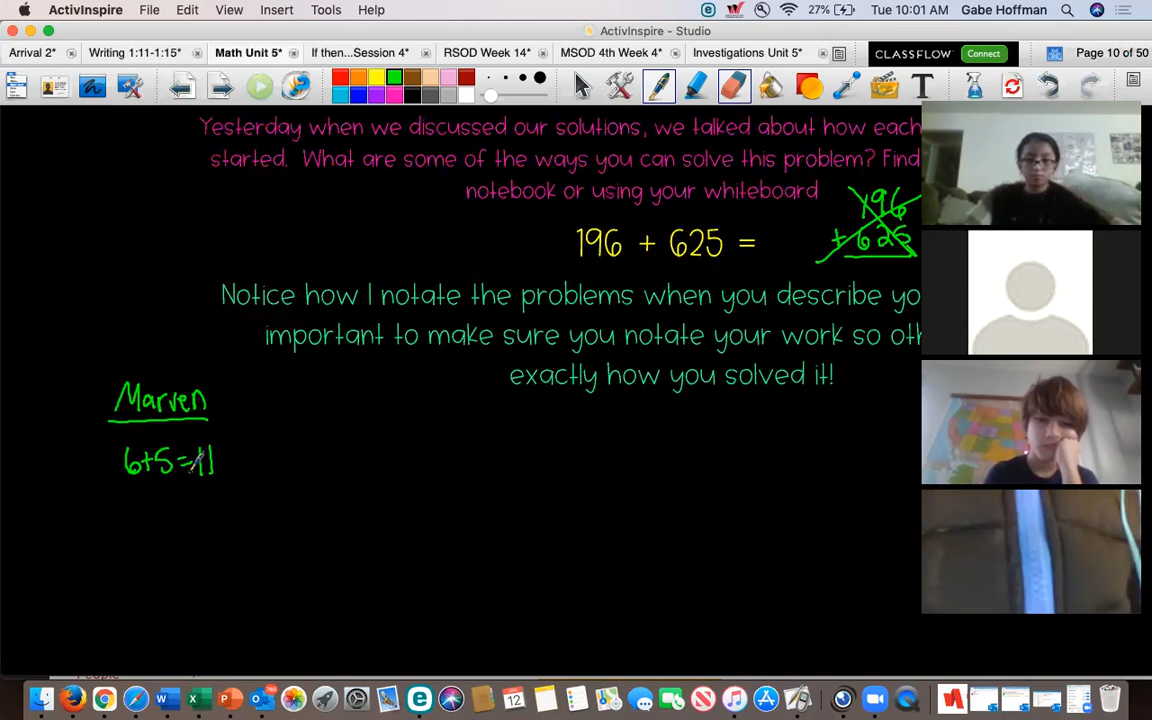 ActivInspire File Edit View Insert Tools Help 27% Tue 10:01 AM Gabe Hoffman
ActivInspire - Studio
Arrival 2* Writing 1:11-1:15* Math Unit 5* If then...Session 4* RSOD Week 14* MSOD 4th Week 4* Investigations Unit 5* CLASSFLOW Connect Page 10 of 50
Yesterday when we discussed our solutions, we talked about how each
started. What are some of the ways you can solve this problem? Find
notebook or using your whiteboard
196
+ 625
196 + 625 =
Notice how I notate the problems when you describe yo
important to make sure you notate your work so oth
exactly how you solved it!
Marven
6+5=11